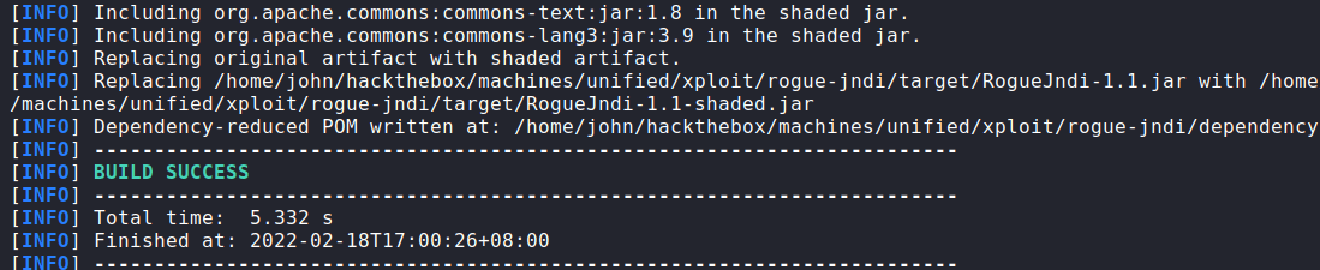 [INFO] Including org.apache.commons:commons-text:jar:1.8 in the shaded jar.
[INFO] Including org.apache.commons:commons-lang3:jar:3.9 in the shaded jar.
[INFO] Replacing original artifact with shaded artifact.
[INFO] Replacing /home/john/hackthebox/machines/unified/xploit/rogue-jndi/target/RogueJndi-1.1.jar with /home
/machines/unified/xploit/rogue-jndi/target/RogueJndi-1.1-shaded.jar
[INFO] Dependency-reduced POM written at: /home/john/hackthebox/machines/unified/xploit/rogue-jndi/dependency
[INFO] ------------------------------------------------------------------------
[INFO] BUILD SUCCESS
[INFO] ------------------------------------------------------------------------
[INFO] Total time:  5.332 s
[INFO] Finished at: 2022-02-18T17:00:26+08:00
[INFO] ------------------------------------------------------------------------